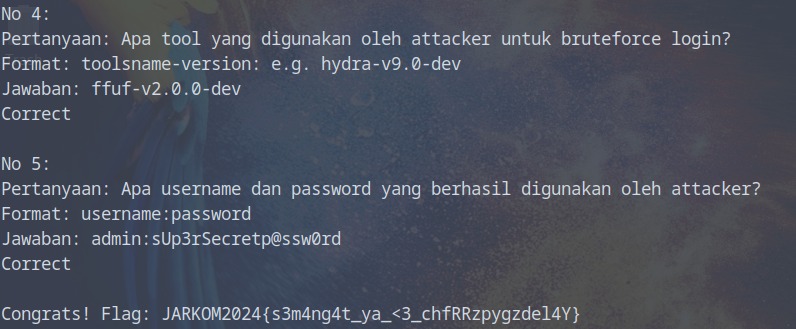 No 4:
Pertanyaan: Apa tool yang digunakan oleh attacker untuk bruteforce login?
Format: toolsname-version: e.g. hydra-v9.0-dev
Jawaban: ffuf-v2.0.0-dev
Correct
No 5:
Pertanyaan: Apa username dan password yang berhasil digunakan oleh attacker?
Format: username:password
Jawaban: admin:sUp3rSecretp@ssw0rd
Correct
Congrats! Flag: JARKOM2024{s3m4ng4t_ya_<3_chfRRzpygzdel4Y}